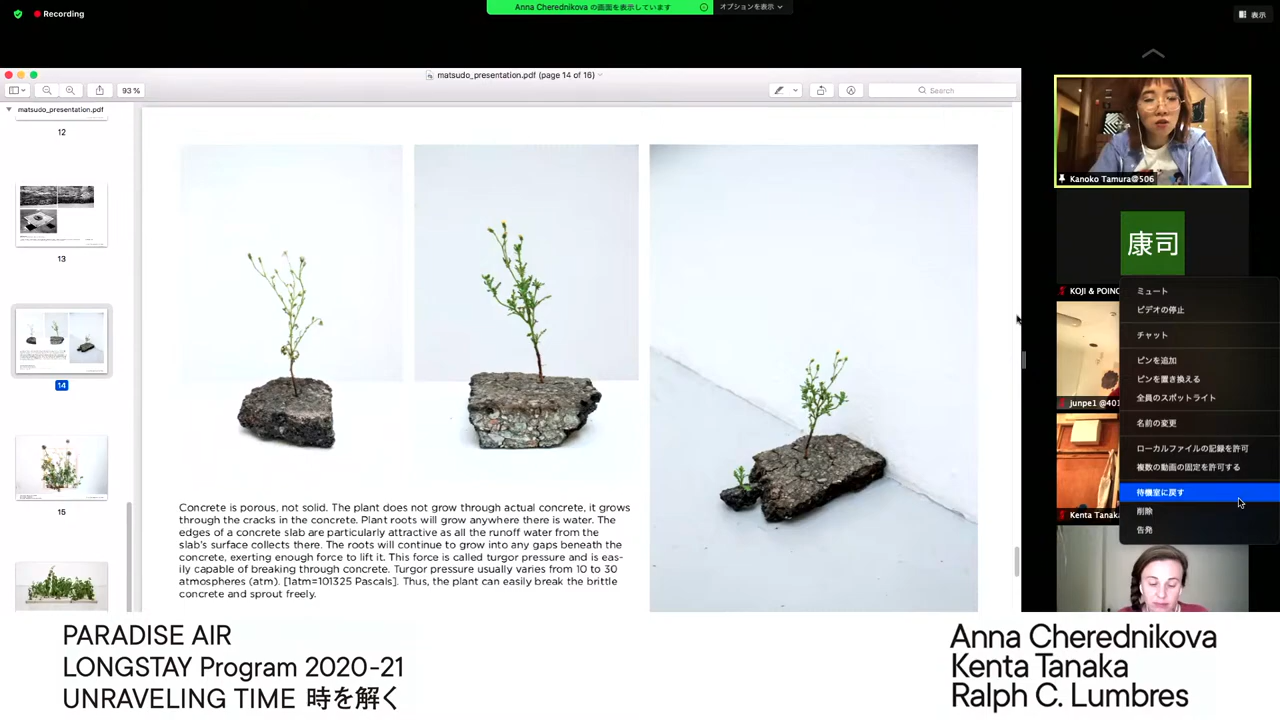 Recording
Anna Cherednikova の画面を表示しています
オプションを表示
表示
matsudo_presentation.pdf (page 14 of 16)
93 %
Search
matsudo_presentation.pdf
12
13
14
15
Concrete is porous, not solid. The plant does not grow through actual concrete, it grows
through the cracks in the concrete. Plant roots will grow anywhere there is water. The
edges of a concrete slab are particularly attractive as all the runoff water from the
slab's surface collects there. The roots will continue to grow into any gaps beneath the
concrete, exerting enough force to lift it. This force is called turgor pressure and is eas-
ily capable of breaking through concrete. Turgor pressure usually varies from 10 to 30
atmospheres (atm). [1atm=101325 Pascals]. Thus, the plant can easily break the brittle
concrete and sprout freely.
Kanoko Tamura@506
康司
KOJI & POINC
junpe1 @401
Kenta Tanaka
ミュート
ビデオの停止
チャット
ピンを追加
ピンを置き換える
全員のスポットライト
名前の変更
ローカルファイルの記録を許可
複数の動画の固定を許可する
待機室に戻す
削除
告発
PARADISE AIR
LONGSTAY Program 2020-21
UNRAVELING TIME 時を解く
Anna Cherednikova
Kenta Tanaka
Ralph C. Lumbres